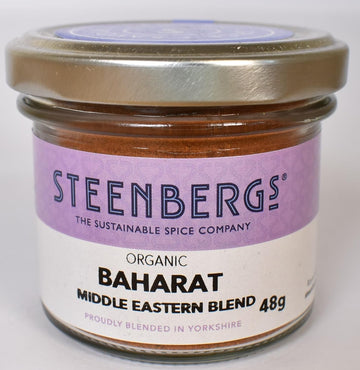 STEENBERGS®
THE SUSTAINABLE SPICE COMPANY
ORGANIC
BAHARAT
MIDDLE EASTERN BLEND 48g
PROUDLY BLENDED IN YORKSHIRE